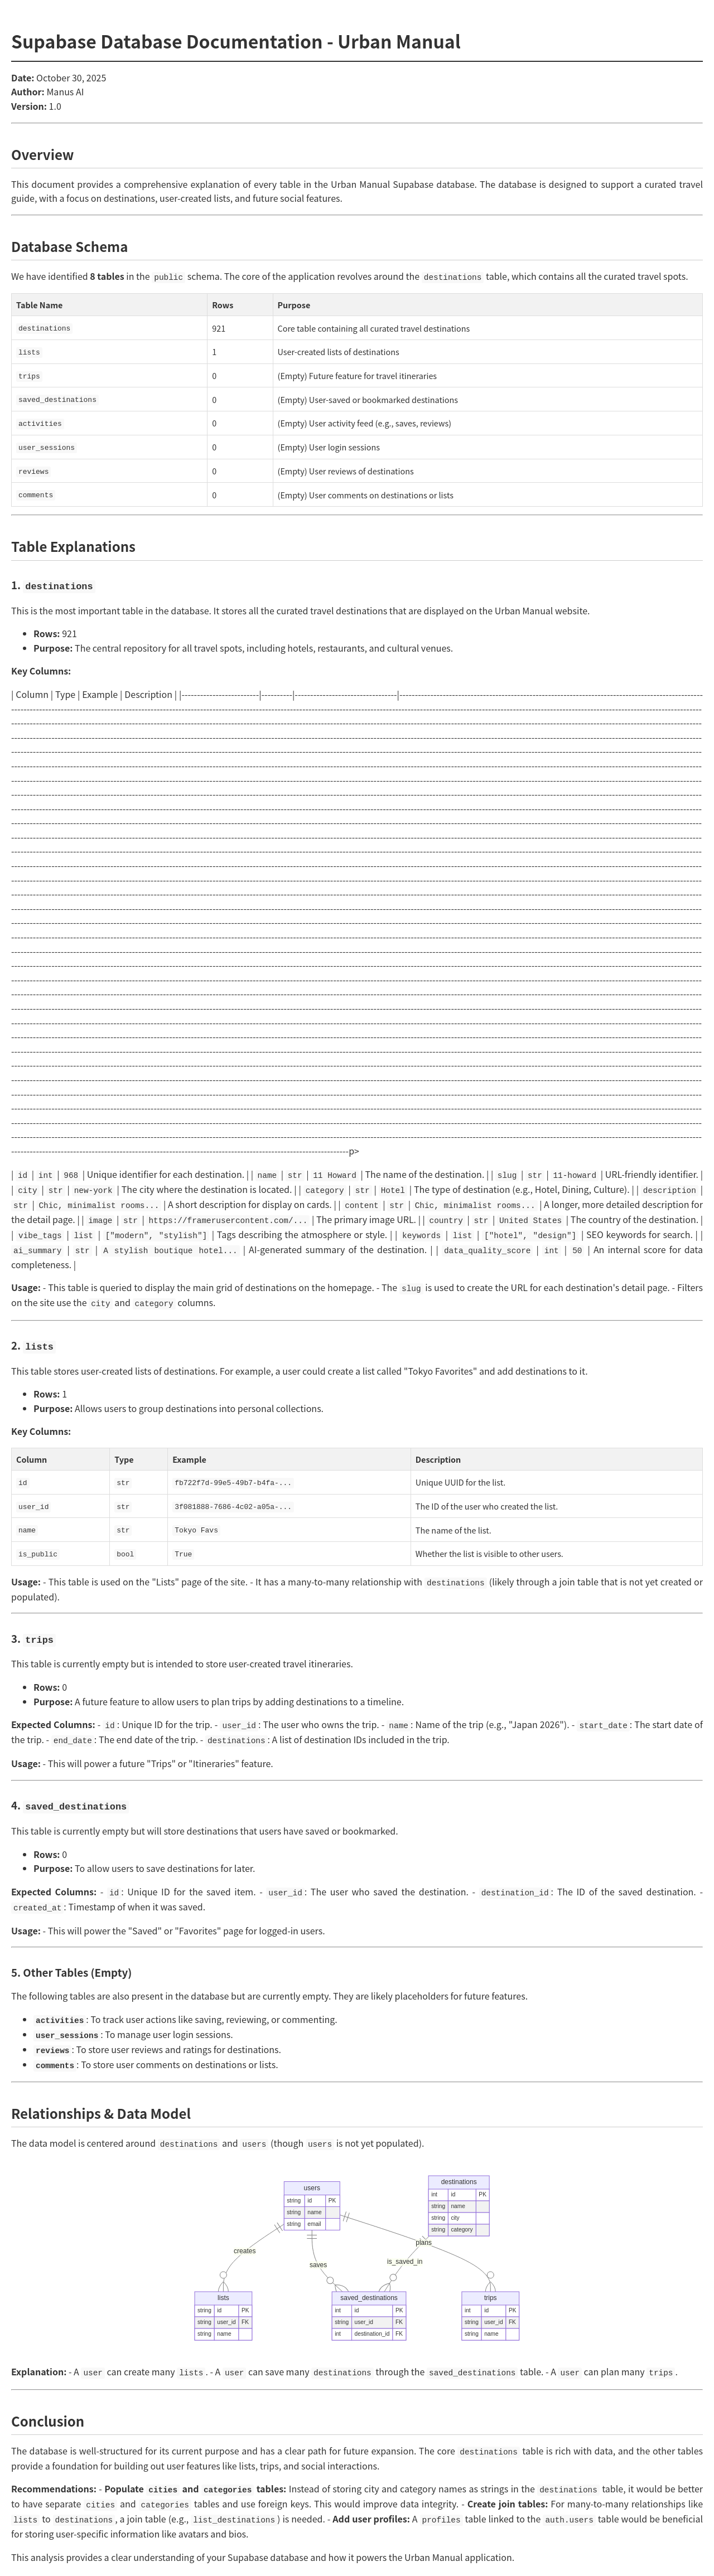 Supabase Database Documentation - Urban Manual
Date: October 30, 2025
Author: Manus AI
Version: 1.0
Overview
This document provides a comprehensive explanation of every table in the Urban Manual Supabase database. The database is designed to support a curated travel
guide, with a focus on destinations, user-created lists, and future social features.
Database Schema
We have identified 8 tables in the public schema. The core of the application revolves around the destinations table, which contains all the curated travel spots.
Table Name Rows Purpose
destinations 921 Core table containing all curated travel destinations
lists 1 User-created lists of destinations
trips 0 (Empty) Future feature for travel itineraries
saved_destinations 0 (Empty) User-saved or bookmarked destinations
activities 0 (Empty) User activity feed (e.g., saves, reviews)
user_sessions 0 (Empty) User login sessions
reviews 0 (Empty) User reviews of destinations
comments 0 (Empty) User comments on destinations or lists
Table Explanations
1. destinations
This is the most important table in the database. It stores all the curated travel destinations that are displayed on the Urban Manual website.
• Rows: 921
• Purpose: The central repository for all travel spots, including hotels, restaurants, and cultural venues.
Key Columns:
| Column | Type | Example | Description | |-------------------------|----------|---------------------------------|---------------------------------------------------
p>
| id | int | 968 | Unique identifier for each destination. | | name | str | 11 Howard | The name of the destination. | | slug | str | 11-howard | URL-friendly identifier. |
| city | str | new-york | The city where the destination is located. | | category | str | Hotel | The type of destination (e.g., Hotel, Dining, Culture). | | description |
str | Chic, minimalist rooms... | A short description for display on cards. | | content | str | Chic, minimalist rooms... | A longer, more detailed description for
the detail page. | | image | str | https://framerusercontent.com/... | The primary image URL. | | country | str | United States | The country of the destination. |
| vibe_tags | list | ["modern", "stylish"] | Tags describing the atmosphere or style. | | keywords | list | ["hotel", "design"] | SEO keywords for search. | |
ai_summary | str | A stylish boutique hotel... | AI-generated summary of the destination. | | data_quality_score | int | 50 | An internal score for data
completeness. |
Usage: - This table is queried to display the main grid of destinations on the homepage. - The slug is used to create the URL for each destination's detail page. - Filters
on the site use the city and category columns.
2. lists
This table stores user-created lists of destinations. For example, a user could create a list called "Tokyo Favorites" and add destinations to it.
• Rows: 1
• Purpose: Allows users to group destinations into personal collections.
Key Columns:
Column Type Example Description
id str fb722f7d-99e5-49b7-b4fa-... Unique UUID for the list.
user_id str 3f081888-7686-4c02-a05a-... The ID of the user who created the list.
name str Tokyo Favs The name of the list.
is_public bool True Whether the list is visible to other users.
Usage: - This table is used on the "Lists" page of the site. - It has a many-to-many relationship with destinations (likely through a join table that is not yet created or
populated).
3. trips
This table is currently empty but is intended to store user-created travel itineraries.
• Rows: 0
• Purpose: A future feature to allow users to plan trips by adding destinations to a timeline.
Expected Columns: - id : Unique ID for the trip. - user_id : The user who owns the trip. - name : Name of the trip (e.g., "Japan 2026"). - start_date : The start date of
the trip. - end_date : The end date of the trip. - destinations : A list of destination IDs included in the trip.
Usage: - This will power a future "Trips" or "Itineraries" feature.
4. saved_destinations
This table is currently empty but will store destinations that users have saved or bookmarked.
• Rows: 0
• Purpose: To allow users to save destinations for later.
Expected Columns: - id : Unique ID for the saved item. - user_id : The user who saved the destination. - destination_id : The ID of the saved destination. -
created_at : Timestamp of when it was saved.
Usage: - This will power the "Saved" or "Favorites" page for logged-in users.
5. Other Tables (Empty)
The following tables are also present in the database but are currently empty. They are likely placeholders for future features.
• activities : To track user actions like saving, reviewing, or commenting.
• user_sessions : To manage user login sessions.
• reviews : To store user reviews and ratings for destinations.
• comments : To store user comments on destinations or lists.
Relationships & Data Model
The data model is centered around destinations and users (though users is not yet populated).
users
string id PK
string name
string email
destinations
int id PK
string name
string city
string category
creates
saves
is_saved_in
plans
lists
string id PK
string user_id FK
string name
saved_destinations
int id PK
string user_id FK
int destination_id FK
trips
int id PK
string user_id FK
string name
Explanation: - A user can create many lists . - A user can save many destinations through the saved_destinations table. - A user can plan many trips .
Conclusion
The database is well-structured for its current purpose and has a clear path for future expansion. The core destinations table is rich with data, and the other tables
provide a foundation for building out user features like lists, trips, and social interactions.
Recommendations: - Populate cities and categories tables: Instead of storing city and category names as strings in the destinations table, it would be better
to have separate cities and categories tables and use foreign keys. This would improve data integrity. - Create join tables: For many-to-many relationships like
lists to destinations , a join table (e.g., list_destinations ) is needed. - Add user profiles: A profiles table linked to the auth.users table would be beneficial
for storing user-specific information like avatars and bios.
This analysis provides a clear understanding of your Supabase database and how it powers the Urban Manual application.